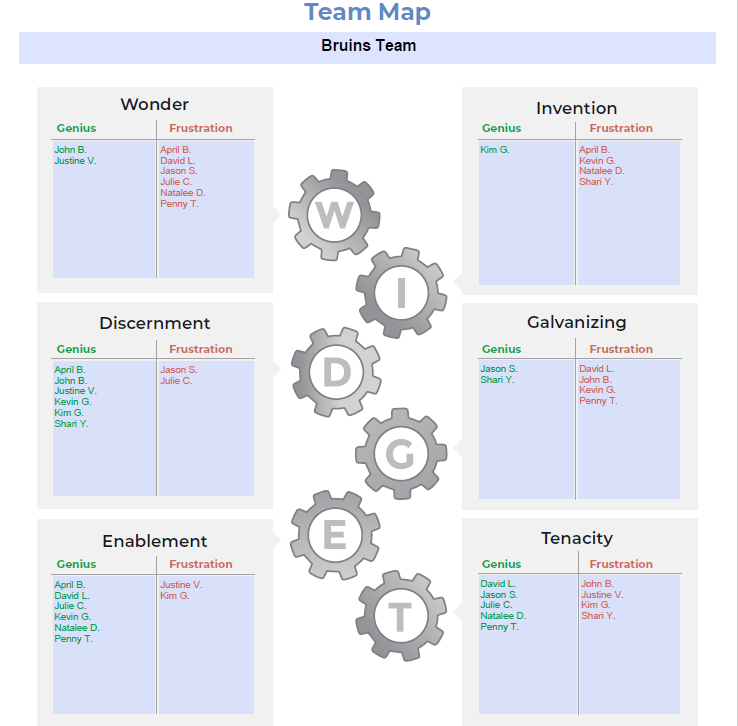 Team Map
Bruins Team
Wonder
Genius Frustration
John B. April B.
Justine V. David L.
Jason S.
Julie C.
Natalee D.
Penny T.
Invention
Genius Frustration
Kim G. April B.
Kevin G.
Natalee D.
Shari Y.
W
I
Discernment
Genius Frustration
April B. Jason S.
John B. Julie C.
Justine V.
Kevin G.
Kim G.
Shari Y.
Galvanizing
Genius Frustration
Jason S. David L.
Shari Y. John B.
Kevin G.
Penny T.
D
G
Enablement
Genius Frustration
April B. Justine V.
David L. Kim G.
Julie C.
Kevin G.
Natalee D.
Penny T.
Tenacity
Genius Frustration
David L. John B.
Jason S. Justine V.
Julie C. Kim G.
Natalee D. Shari Y.
Penny T.
E
T